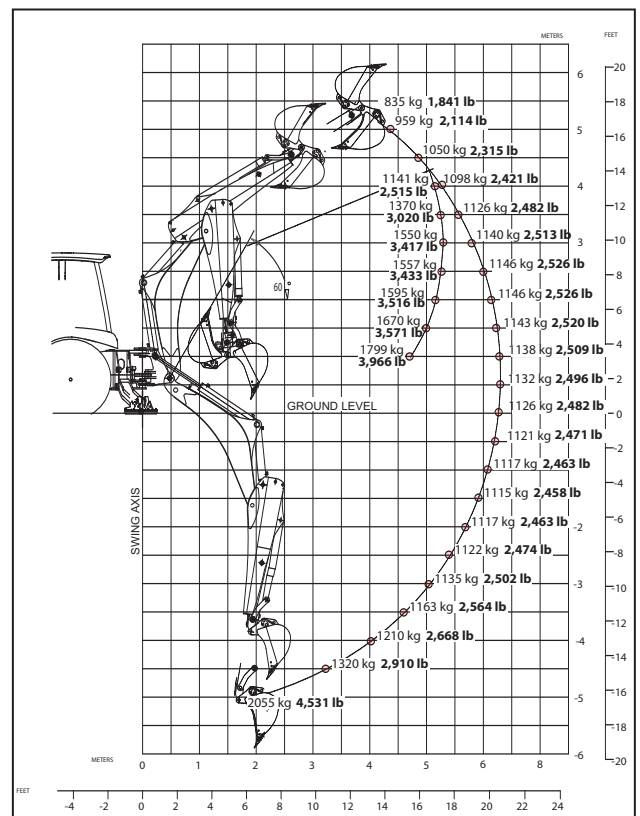 METERS
FEET
6
20
835 kg 1,841 lb
18
959 kg 2,114 lb
5
16
1050 kg 2,315 lb
14
1141 kg
2,515 lb
1098 kg 2,421 lb
4
1370 kg
3,020 lb
1126 kg 2,482 lb
12
1550 kg
3,417 lb
1140 kg 2,513 lb
3
10
1557 kg
3,433 lb
1146 kg 2,526 lb
8
60°
1595 kg
3,516 lb
1146 kg 2,526 lb
2
6
1670 kg
3,571 lb
1143 kg 2,520 lb
4
1799 kg
3,966 lb
1138 kg 2,509 lb
1
1132 kg 2,496 lb
2
GROUND LEVEL
1126 kg 2,482 lb
0
0
1121 kg 2,471 lb
-2
1117 kg 2,463 lb
-4
1115 kg 2,458 lb
-6
SWING AXIS
1117 kg 2,463 lb
-2
-8
1122 kg 2,474 lb
1135 kg 2,502 lb
-3
-10
1163 kg 2,564 lb
-12
1210 kg 2,668 lb
-4
-14
1320 kg 2,910 lb
2055 kg 4,531 lb
-5
-16
-18
-6
-20
METERS
0 1 2 3 4 5 6 7 8
FEET
-4 -2 0 2 4 6 8 10 12 14 16 18 20 22 24